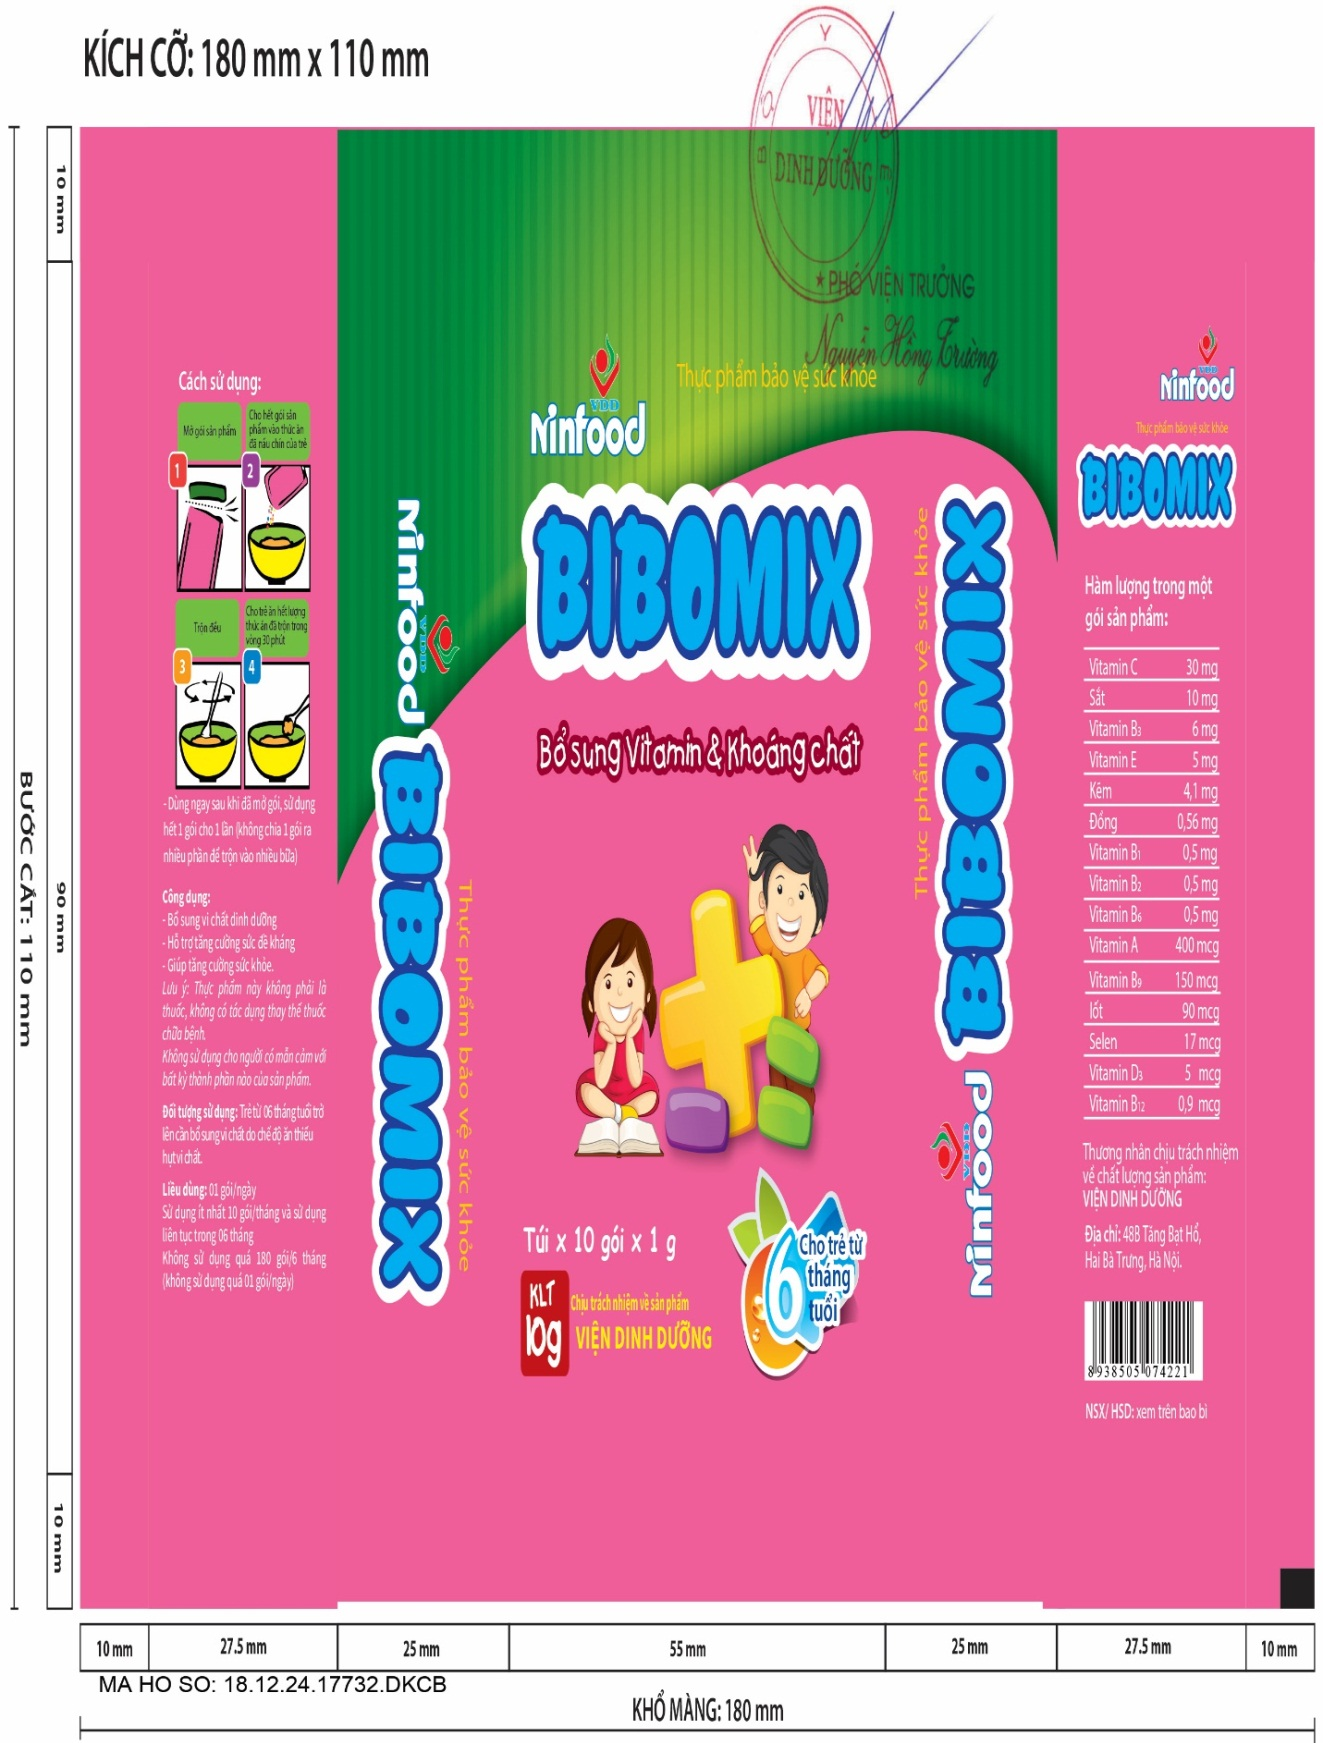 KÍCH CỠ: 180 mm x 110 mm
VIỆN
DINH DƯỠNG
Y
★ PHÓ VIỆN TRƯỞNG
Nguyễn Hồng Trường
10 mm
90 mm
10 mm
BƯỚC CẮT: 110 mm
Cách sử dụng:
Mở gói sản phẩm
1
Cho hết gói sản
phẩm vào thức ăn
đã nấu chín của trẻ
2
Trộn đều
3
Cho trẻ ăn hết lượng
thức ăn đã trộn trong
vòng 30 phút
4
- Dùng ngay sau khi đã mở gói, sử dụng
hết 1 gói cho 1 lần (không chia 1 gói ra
nhiều phần để trộn vào nhiều bữa)
Công dụng:
- Bổ sung vi chất dinh dưỡng
- Hỗ trợ tăng cường sức đề kháng
- Giúp tăng cường sức khỏe.
Lưu ý: Thực phẩm này không phải là
thuốc, không có tác dụng thay thế thuốc
chữa bệnh.
Không sử dụng cho người có mẫn cảm với
bất kỳ thành phần nào của sản phẩm.
Đối tượng sử dụng: Trẻ từ 06 tháng tuổi trở
lên cần bổ sung vi chất do chế độ ăn thiếu
hụt vi chất.
Liều dùng: 01 gói/ngày
Sử dụng ít nhất 10 gói/tháng và sử dụng
liên tục trong 06 tháng
Không sử dụng quá 180 gói/6 tháng
(không sử dụng quá 01 gói/ngày)
VDD
Ninfood
BIBOMIX
Thực phẩm bảo vệ sức khỏe
VDD
Ninfood
Thực phẩm bảo vệ sức khỏe
BIBOMIX
Bổ sung Vitamin & Khoáng chất
Túi x 10 gói x 1 g
KLT
10g
Chịu trách nhiệm về sản phẩm
VIỆN DINH DƯỠNG
6
Cho trẻ từ
tháng
tuổi
Thực phẩm bảo vệ sức khỏe
BIBOMIX
VDD
Ninfood
VDD
Ninfood
Thực phẩm bảo vệ sức khỏe
BIBOMIX
Hàm lượng trong một
gói sản phẩm:
Vitamin C 30 mg
Sắt 10 mg
Vitamin B3 6 mg
Vitamin E 5 mg
Kẽm 4,1 mg
Đồng 0,56 mg
Vitamin B1 0,5 mg
Vitamin B2 0,5 mg
Vitamin B6 0,5 mg
Vitamin A 400 mcg
Vitamin B9 150 mcg
Iốt 90 mcg
Selen 17 mcg
Vitamin D3 5 mcg
Vitamin B12 0,9 mcg
Thương nhân chịu trách nhiệm
về chất lượng sản phẩm:
VIỆN DINH DƯỠNG
Địa chỉ: 48B Tăng Bạt Hổ,
Hai Bà Trưng, Hà Nội.
8938505 074221
NSX/ HSD: xem trên bao bì
10 mm 27.5 mm 25 mm 55 mm 25 mm 27.5 mm 10 mm
MA HO SO: 18.12.24.17732.DKCB
KHỔ MÀNG: 180 mm